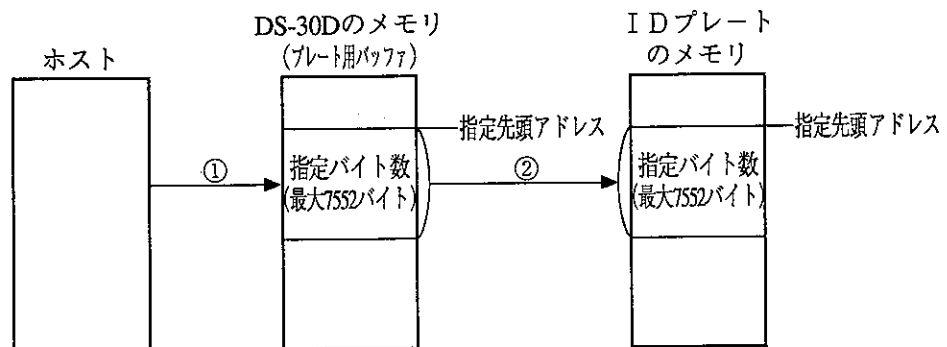 ホスト
DS-30Dのメモリ
(プレート用バッファ)
IDプレート
のメモリ
指定先頭アドレス
指定先頭アドレス
①
指定バイト数
(最大7552バイト)
②
指定バイト数
(最大7552バイト)